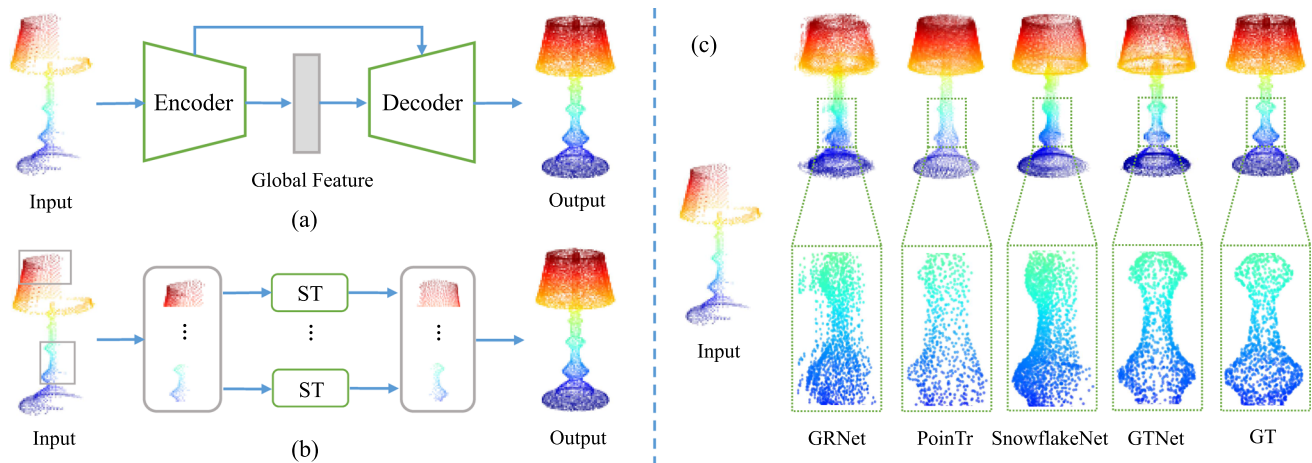 Encoder
Decoder
Global Feature
Input
Output
(a)
ST
ST
Input
Output
(b)
(c)
Input
GRNet
PoinTr
SnowflakeNet
GTNet
GT